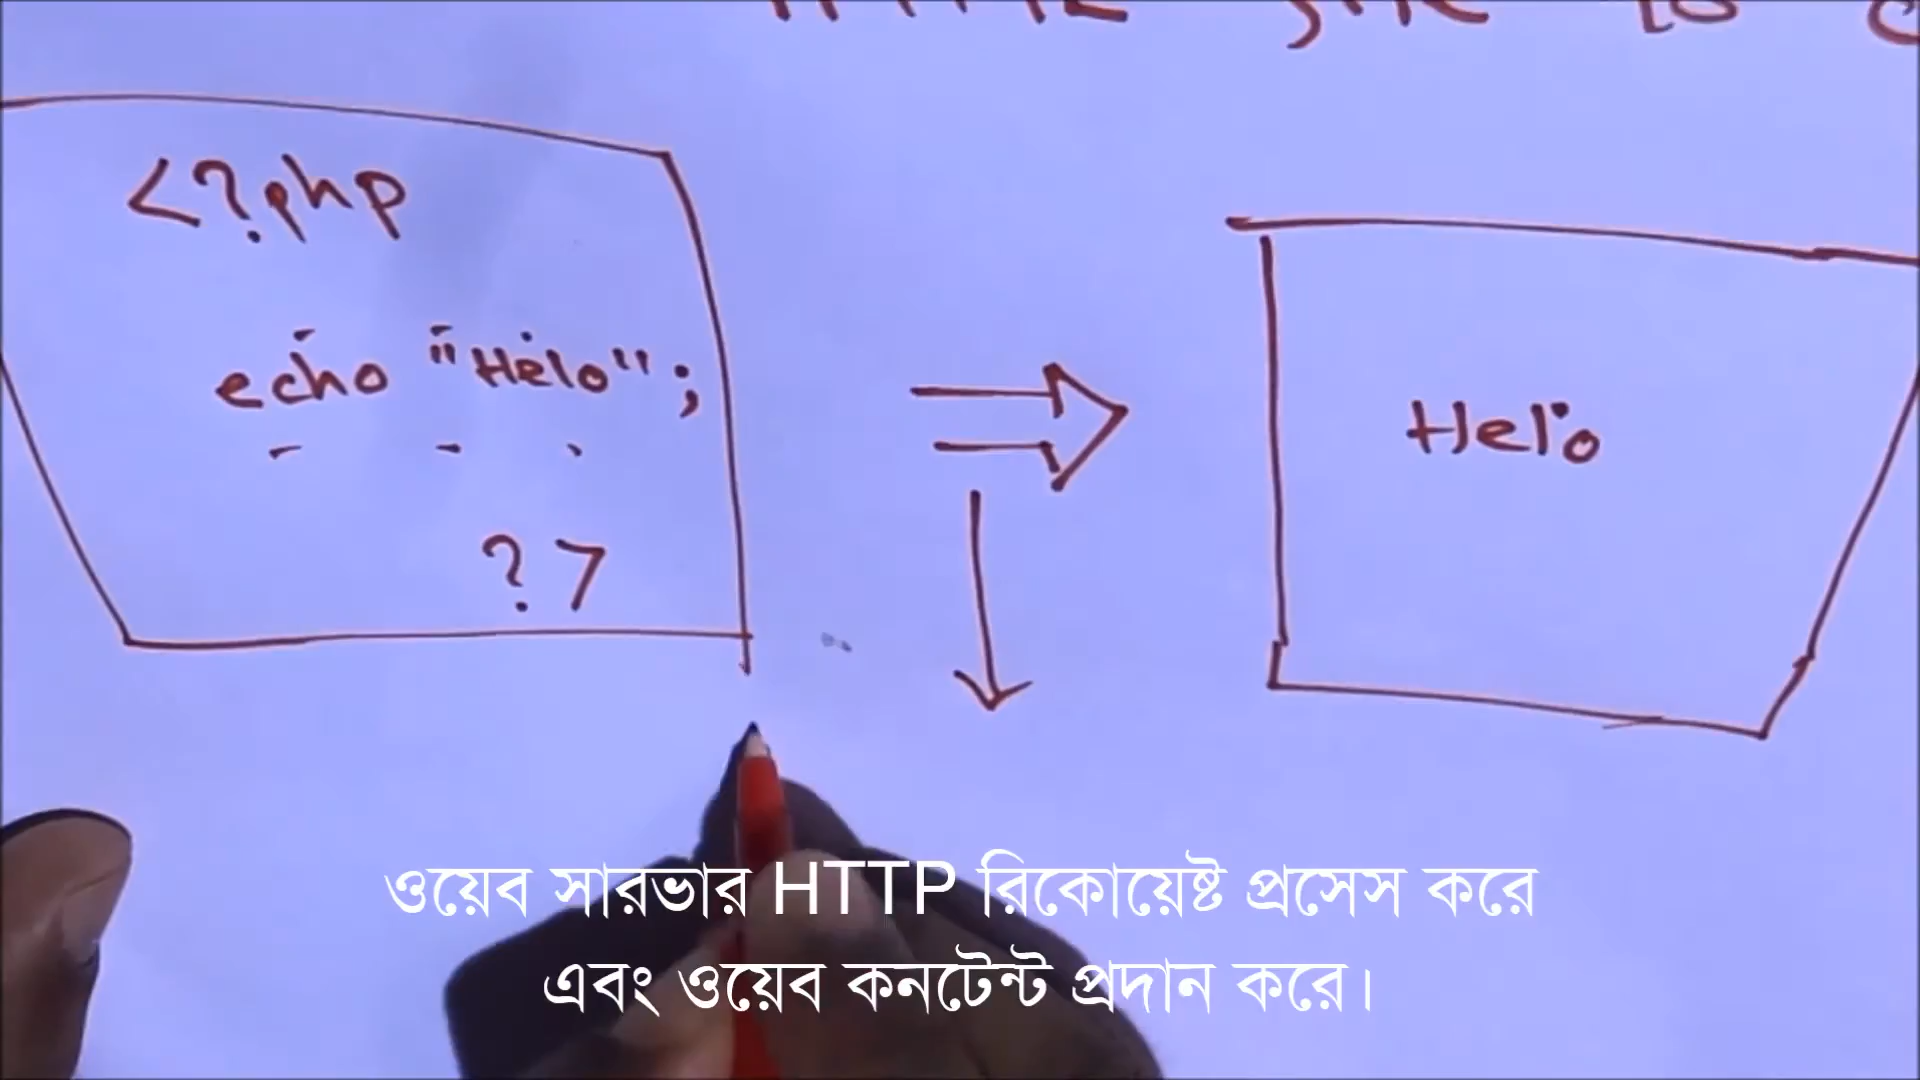 <?php
echo "Helo";
?>
Helo
ওয়েব সারভার HTTP রিকোয়েষ্ট প্রসেস করে
এবং ওয়েব কনটেন্ট প্রদান করে।